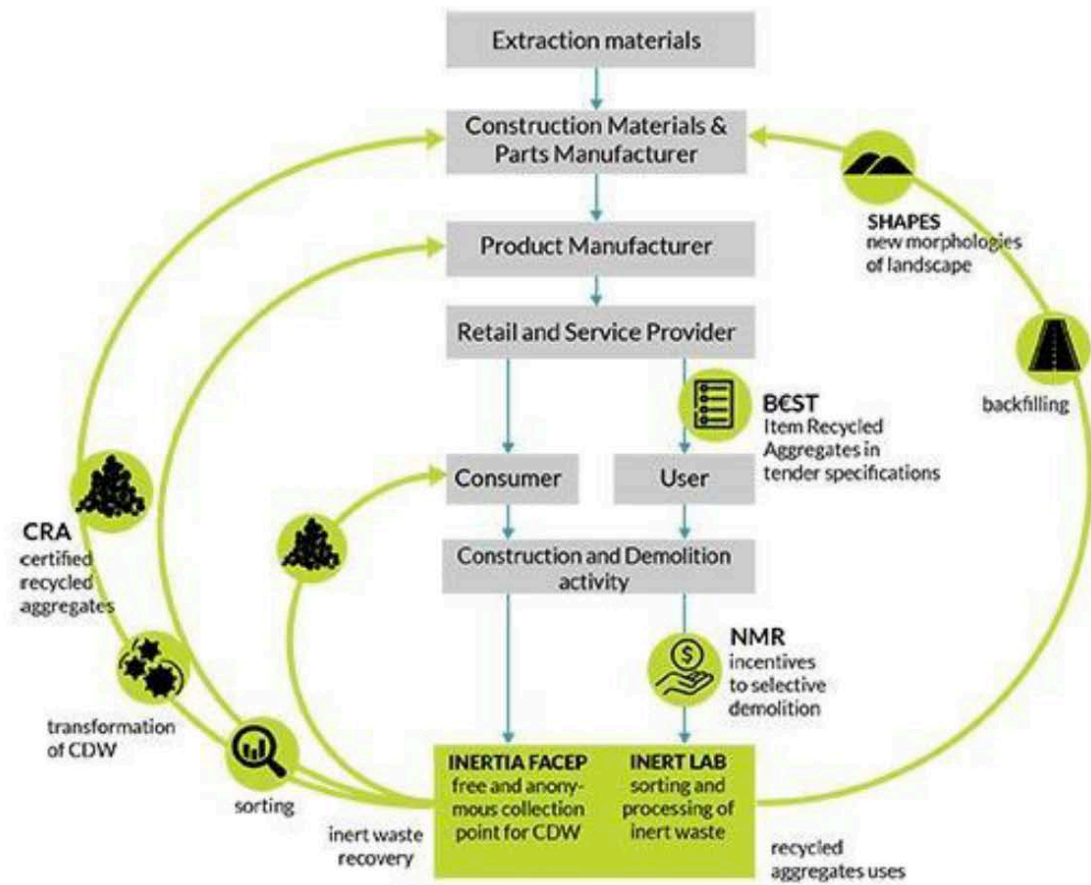 Extraction materials
Construction Materials &
Parts Manufacturer
SHAPES
new morphologies
of landscape
Product Manufacturer
Retail and Service Provider
B€ST
Item Recycled
Aggregates in
tender specifications
backfilling
Consumer
User
CRA
certified
recycled
aggregates
Construction and Demolition
activity
NMR
incentives
to selective
demolition
transformation
of CDW
sorting
INERTIA FACEP
free and anony-
mous collection
point for CDW
INERT LAB
sorting and
processing of
inert waste
inert waste
recovery
recycled
aggregates uses